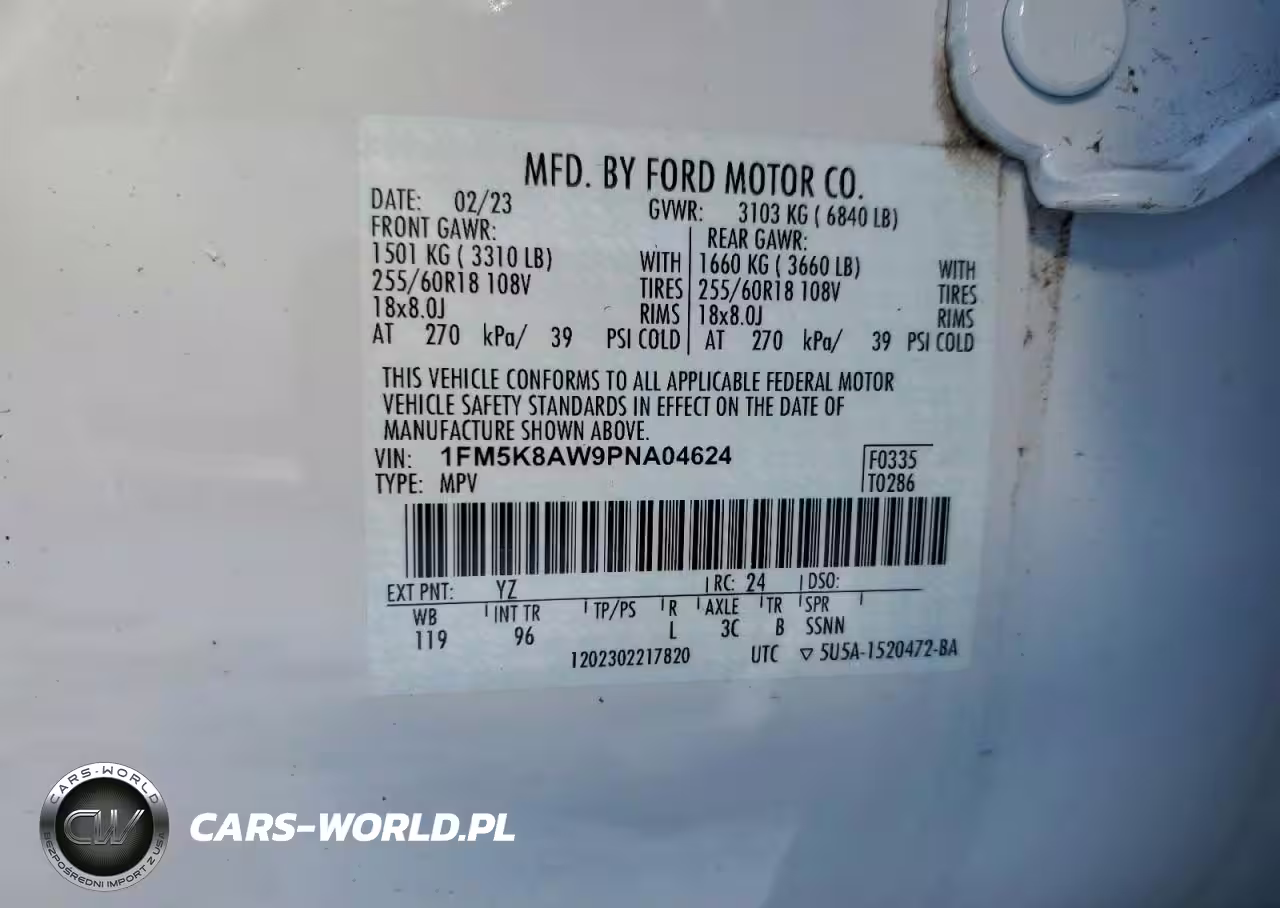 MFD. BY FORD MOTOR CO.
DATE: 02/23 GVWR: 3103 KG ( 6840 LB)
FRONT GAWR: REAR GAWR:
1501 KG ( 3310 LB) WITH 1660 KG ( 3660 LB) WITH
255/60R18 108V TIRES 255/60R18 108V TIRES
18x8.0J RIMS 18x8.0J RIMS
AT 270 kPa/ 39 PSI COLD AT 270 kPa/ 39 PSI COLD
THIS VEHICLE CONFORMS TO ALL APPLICABLE FEDERAL MOTOR
VEHICLE SAFETY STANDARDS IN EFFECT ON THE DATE OF
MANUFACTURE SHOWN ABOVE.
VIN: 1FM5K8AW9PNA04624 F0335
TYPE: MPV T0286
EXT PNT: YZ RC: 24 DSO:
WB INT TR TP/PS R AXLE TR SPR
119 96 L 3C B SSNN
1202302217820 UTC ▽ 5U5A-1520472-BA
CARS-WORLD
CW
BEZPOŚREDNI IMPORT Z USA
CARS-WORLD.PL